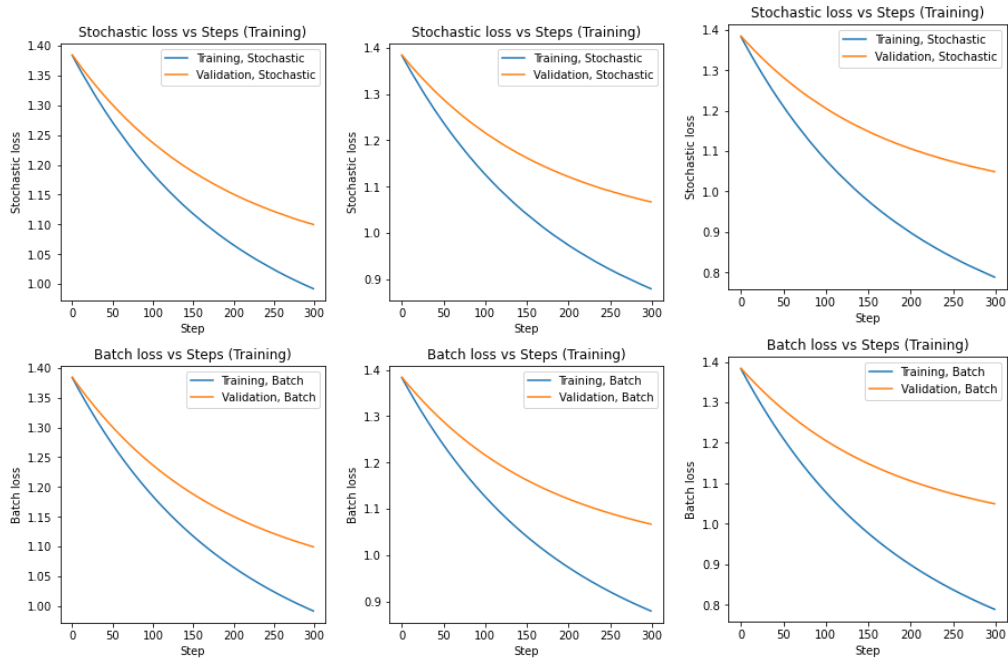 Stochastic loss vs Steps (Training)
1.40
1.35
1.30
1.25
1.20
1.15
1.10
1.05
1.00
Stochastic loss
Training, Stochastic
Validation, Stochastic
0 50 100 150 200 250 300
Step
Stochastic loss vs Steps (Training)
1.4
1.3
1.2
1.1
1.0
0.9
Stochastic loss
Training, Stochastic
Validation, Stochastic
0 50 100 150 200 250 300
Step
Stochastic loss vs Steps (Training)
1.4
1.3
1.2
1.1
1.0
0.9
0.8
Stochastic loss
Training, Stochastic
Validation, Stochastic
0 50 100 150 200 250 300
Step
Batch loss vs Steps (Training)
1.40
1.35
1.30
1.25
1.20
1.15
1.10
1.05
1.00
Batch loss
Training, Batch
Validation, Batch
0 50 100 150 200 250 300
Step
Batch loss vs Steps (Training)
1.4
1.3
1.2
1.1
1.0
0.9
Batch loss
Training, Batch
Validation, Batch
0 50 100 150 200 250 300
Step
Batch loss vs Steps (Training)
1.4
1.3
1.2
1.1
1.0
0.9
0.8
Batch loss
Training, Batch
Validation, Batch
0 50 100 150 200 250 300
Step